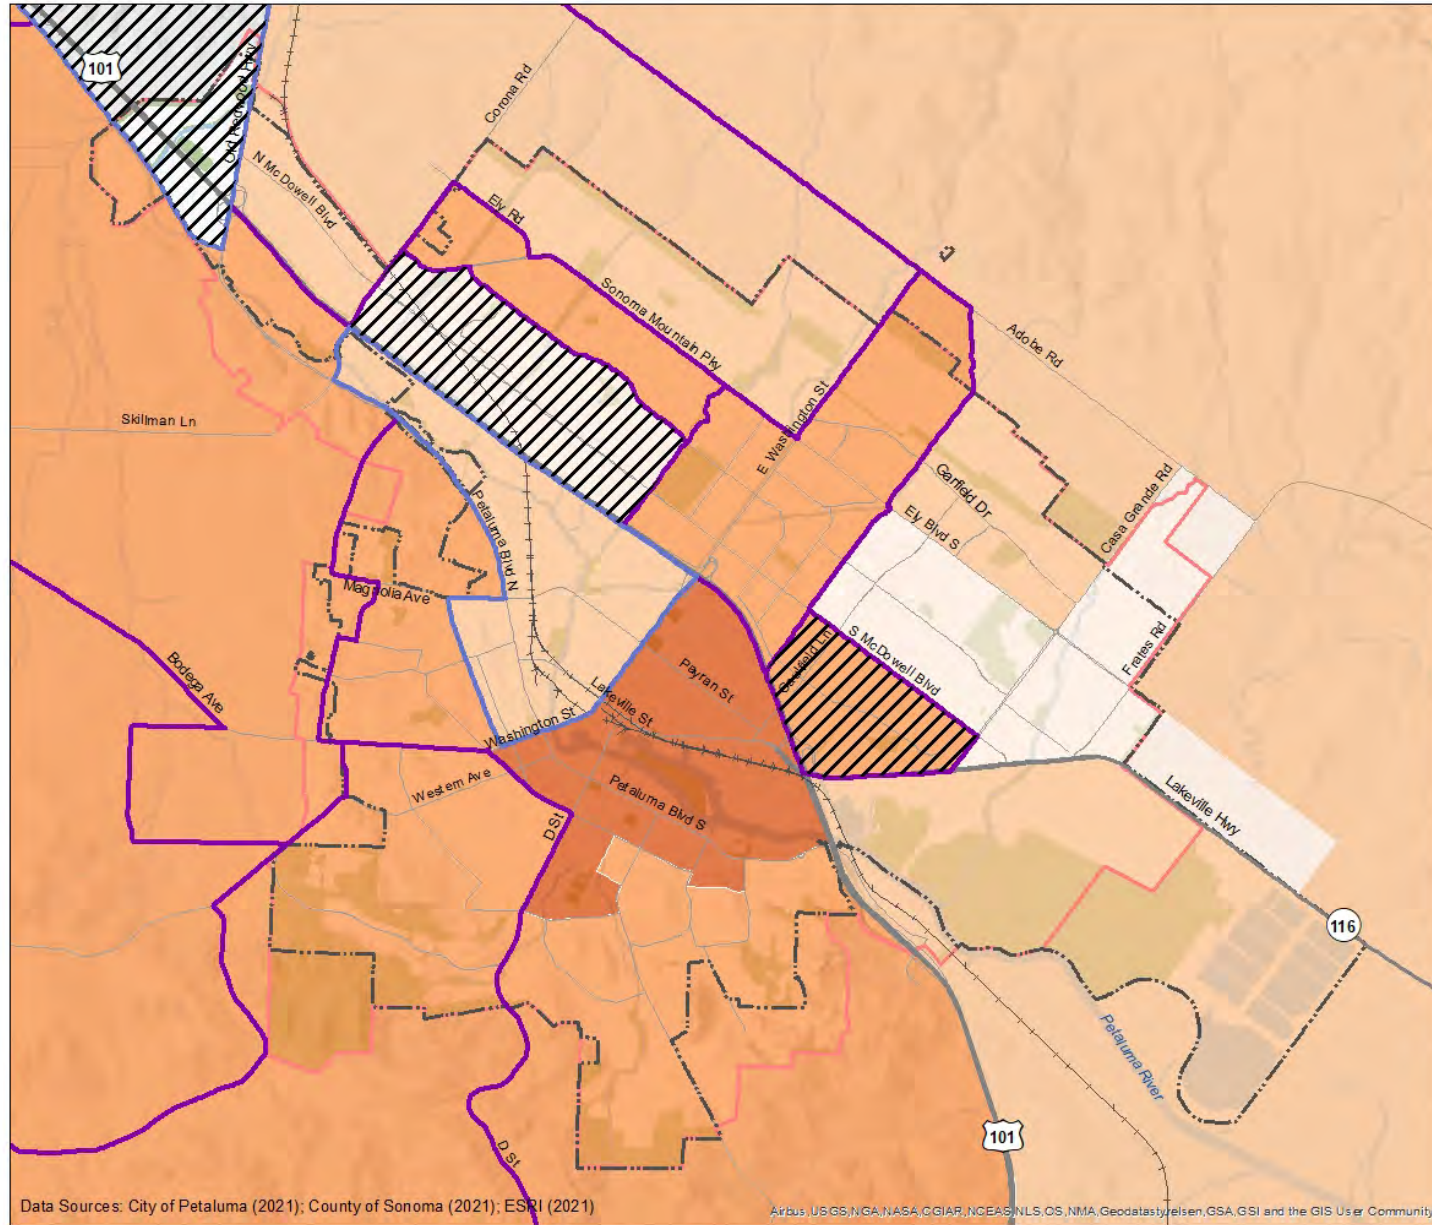 101
Old Redwood Hwy
Corona Rd
N McDowell Blvd
Ely Rd
Sonoma Mountain Pky
Adobe Rd
Skillman Ln
E Washington St
Garfield Dr
Casa Grande Rd
Petaluma Blvd N
Ely Blvd S
Magnolia Ave
Caulfield Ln
S McDowell Blvd
Frates Rd
Bodega Ave
Payran St
Lakeville St
Washington St
Western Ave
Petaluma Blvd S
D St
Lakeville Hwy
116
Petaluma River
101
D St
Data Sources: City of Petaluma (2021); County of Sonoma (2021); ESRI (2021)
Airbus,USGS,NGA,NASA,CGIAR,NCEAS,NLS,OS,NMA,Geodatastyrelsen,GSA,GSI and the GIS User Community